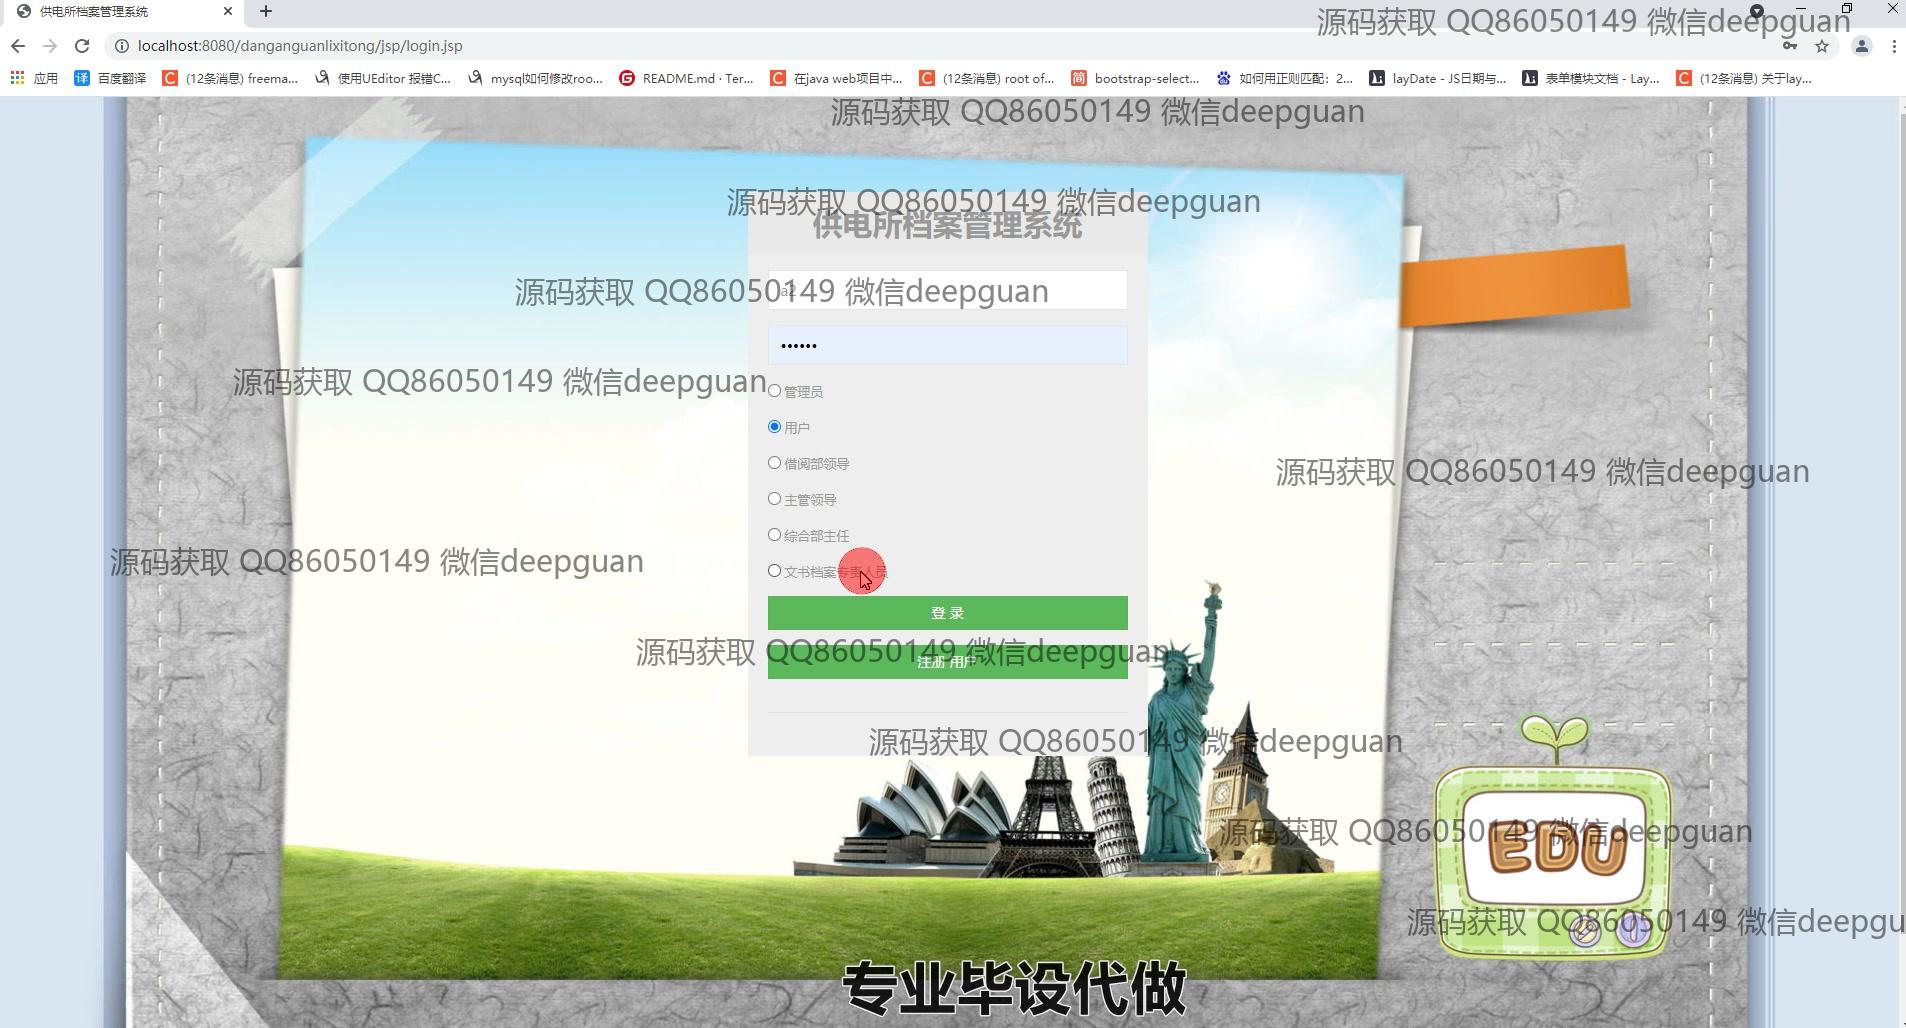 供电所档案管理系统
localhost:8080/danganguanlixitong/jsp/login.jsp
源码获取 QQ86050149 微信deepguan
应用
译 百度翻译
(12条消息) freema...
使用UEditor 报错C...
mysql如何修改roo...
README.md · Ter...
在java web项目中...
(12条消息) root of...
简 bootstrap-select...
如何用正则匹配：2...
layDate - JS日期与...
表单模块文档 - Lay...
(12条消息) 关于lay...
源码获取 QQ86050149 微信deepguan
源码获取 QQ86050149 微信deepguan
供电所档案管理系统
源码获取 QQ86050149 微信deepguan
a2
源码获取 QQ86050149 微信deepguan
管理员
用户
借阅部领导
源码获取 QQ86050149 微信deepguan
主管领导
综合部主任
源码获取 QQ86050149 微信deepguan
文书档案专责人员
登 录
源码获取 QQ86050149 微信deepguan
注册 用户
源码获取 QQ86050149 微信deepguan
源码获取 QQ86050149 微信deepguan
EDU
源码获取 QQ86050149 微信deepgu
专业毕设代做